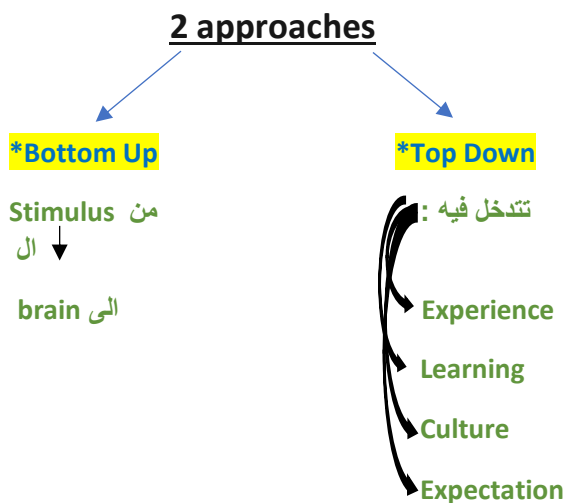 2 approaches
*Bottom Up
من Stimulus
ال
الى brain
*Top Down
تتدخل فيه :
Experience
Learning
Culture
Expectation